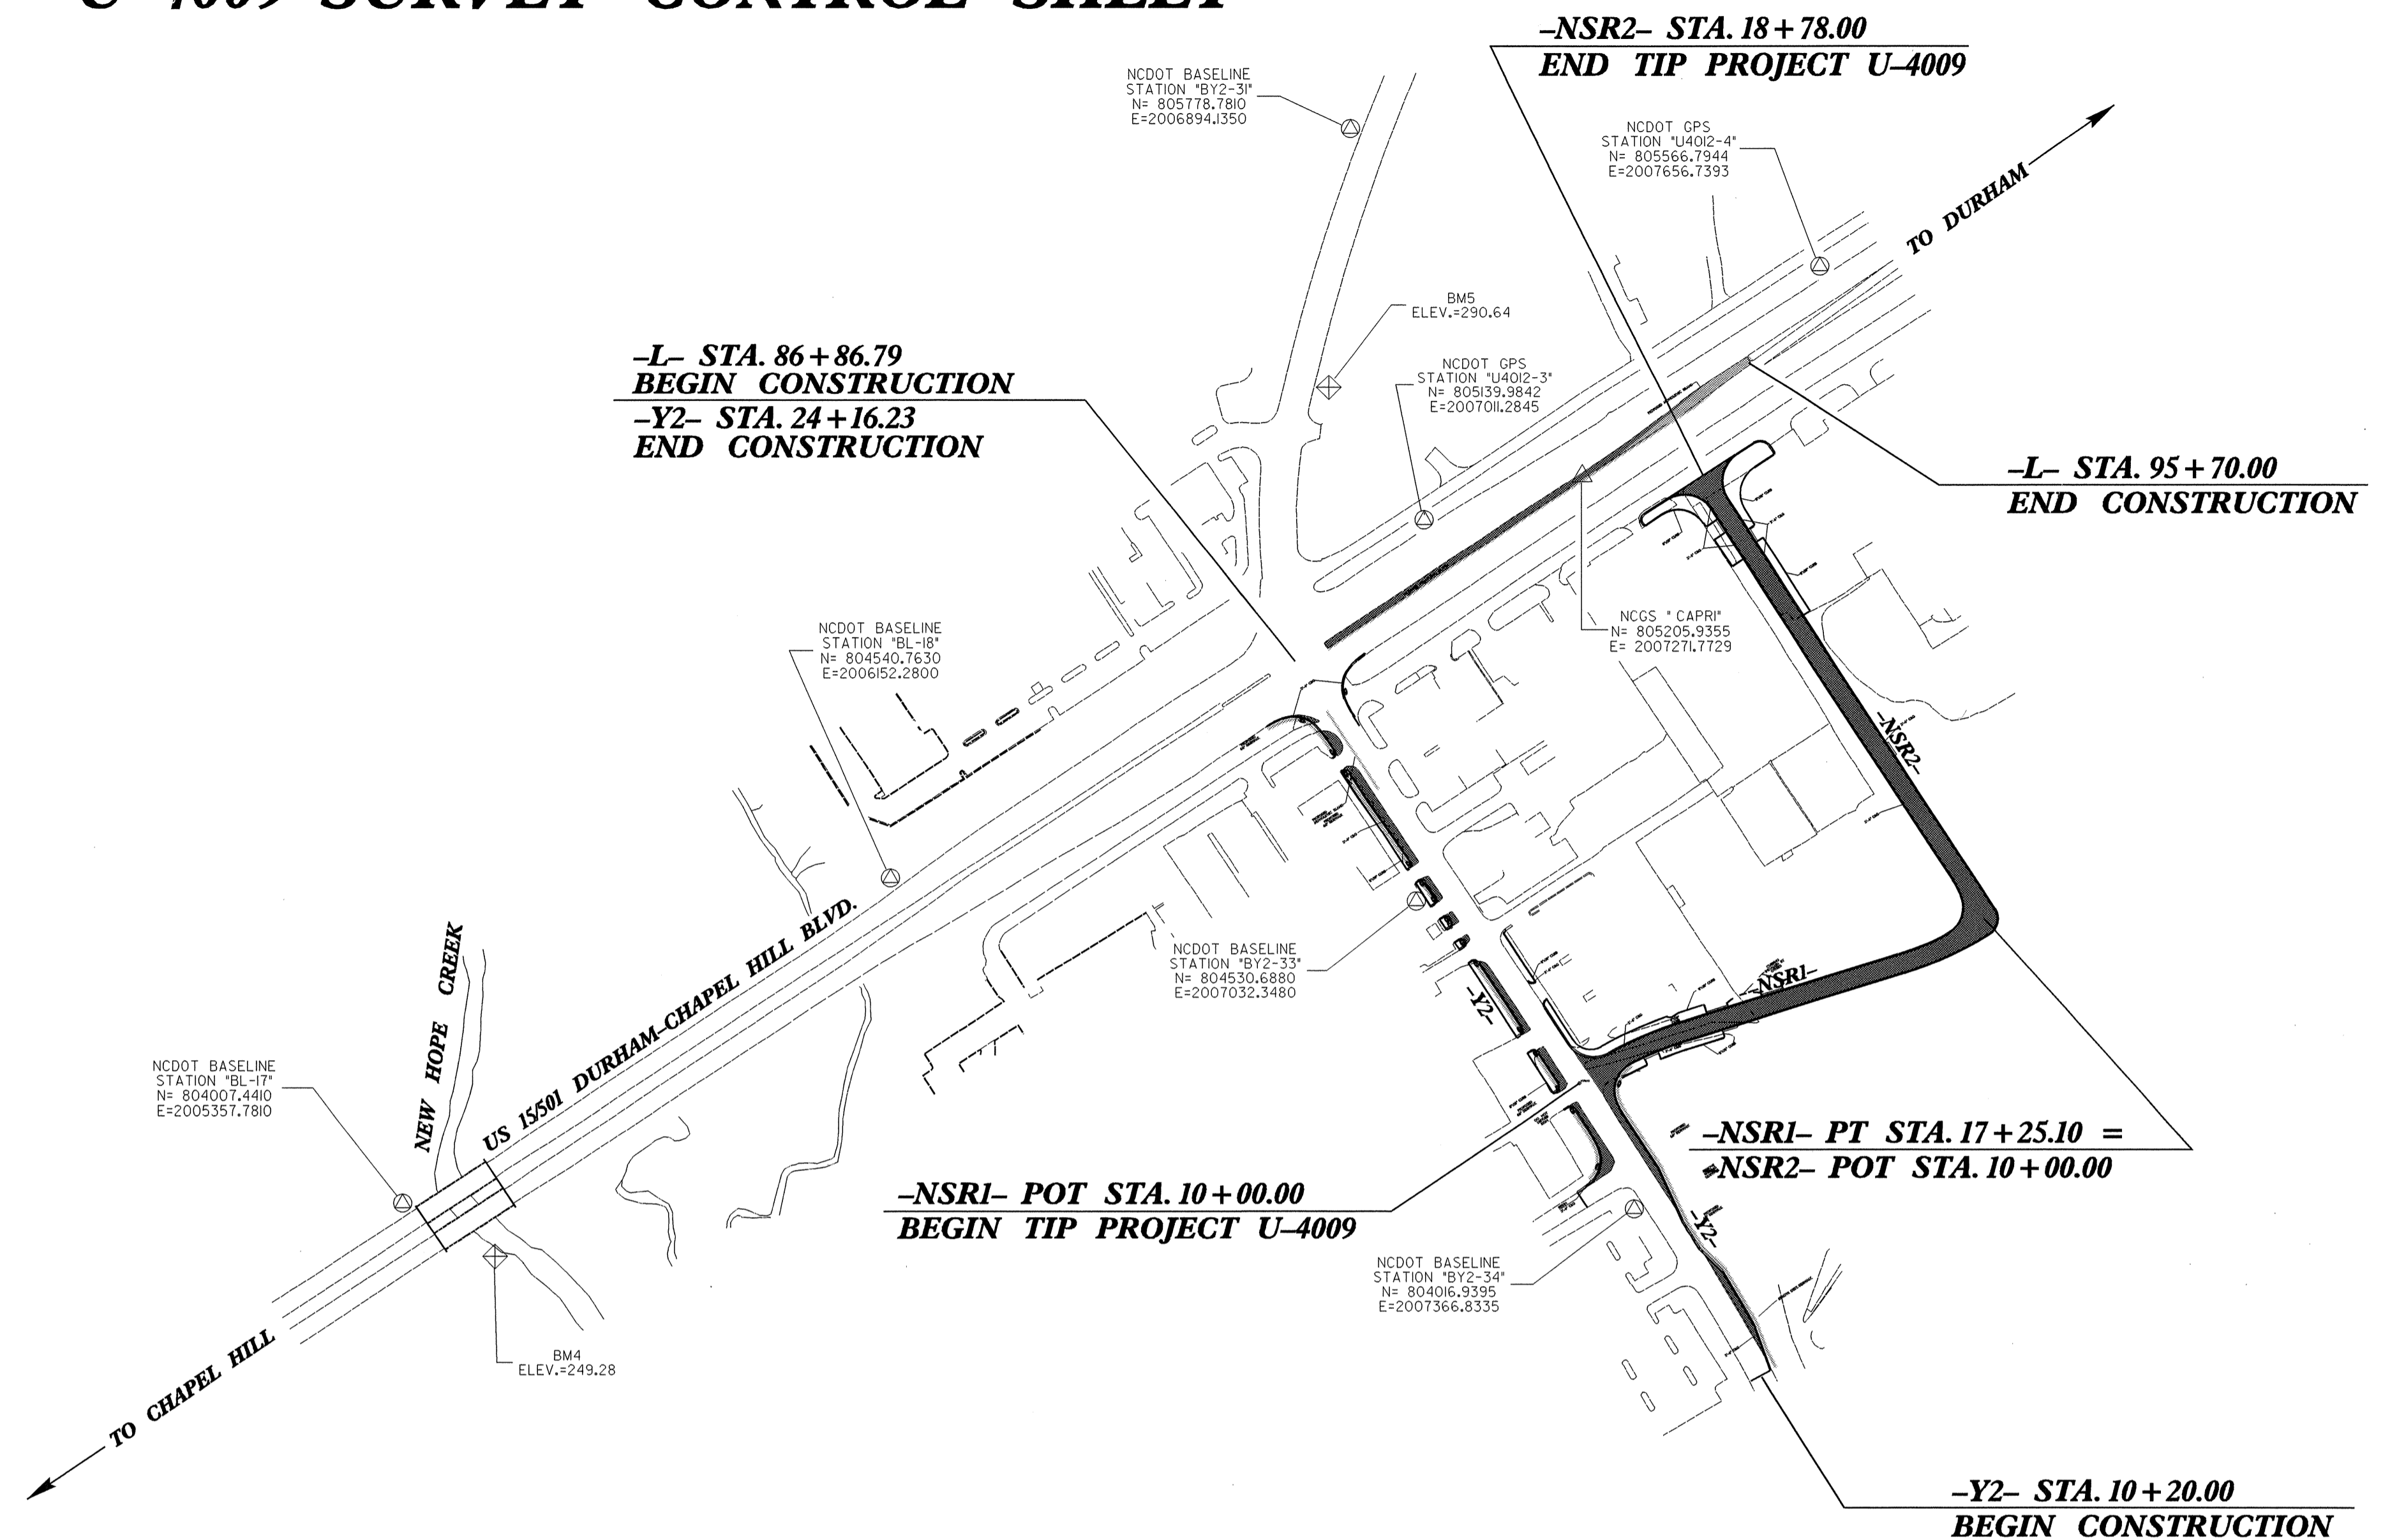 U-4009 SURVEY CONTROL SHEET
–NSR2– STA. 18+78.00
END TIP PROJECT U–4009
NCDOT BASELINE
STATION "BY2-31"
N= 805778.7810
E=2006894.1350
NCDOT GPS
STATION "U4012-4"
N= 805566.7944
E=2007656.7393
TO DURHAM
BM5
ELEV.=290.64
–L– STA. 86+86.79
BEGIN CONSTRUCTION
–Y2– STA. 24+16.23
END CONSTRUCTION
NCDOT GPS
STATION "U4012-3"
N= 805139.9842
E=2007011.2845
–L– STA. 95+70.00
END CONSTRUCTION
NCDOT BASELINE
STATION "BL-18"
N= 804540.7630
E=2006152.2800
NCGS " CAPRI"
N= 805205.9355
E= 2007271.7729
–NSR2–
NCDOT BASELINE
STATION "BY2-33"
N= 804530.6880
E=2007032.3480
–NSR1–
–Y2–
NEW HOPE CREEK
US 15/501 DURHAM–CHAPEL HILL BLVD.
NCDOT BASELINE
STATION "BL-17"
N= 804007.4410
E=2005357.7810
–NSR1– PT STA. 17+25.10 =
–NSR2– POT STA. 10+00.00
–NSR1– POT STA. 10+00.00
BEGIN TIP PROJECT U–4009
–Y2–
NCDOT BASELINE
STATION "BY2-34"
N= 804016.9395
E=2007366.8335
BM4
ELEV.=249.28
TO CHAPEL HILL
–Y2– STA. 10+20.00
BEGIN CONSTRUCTION